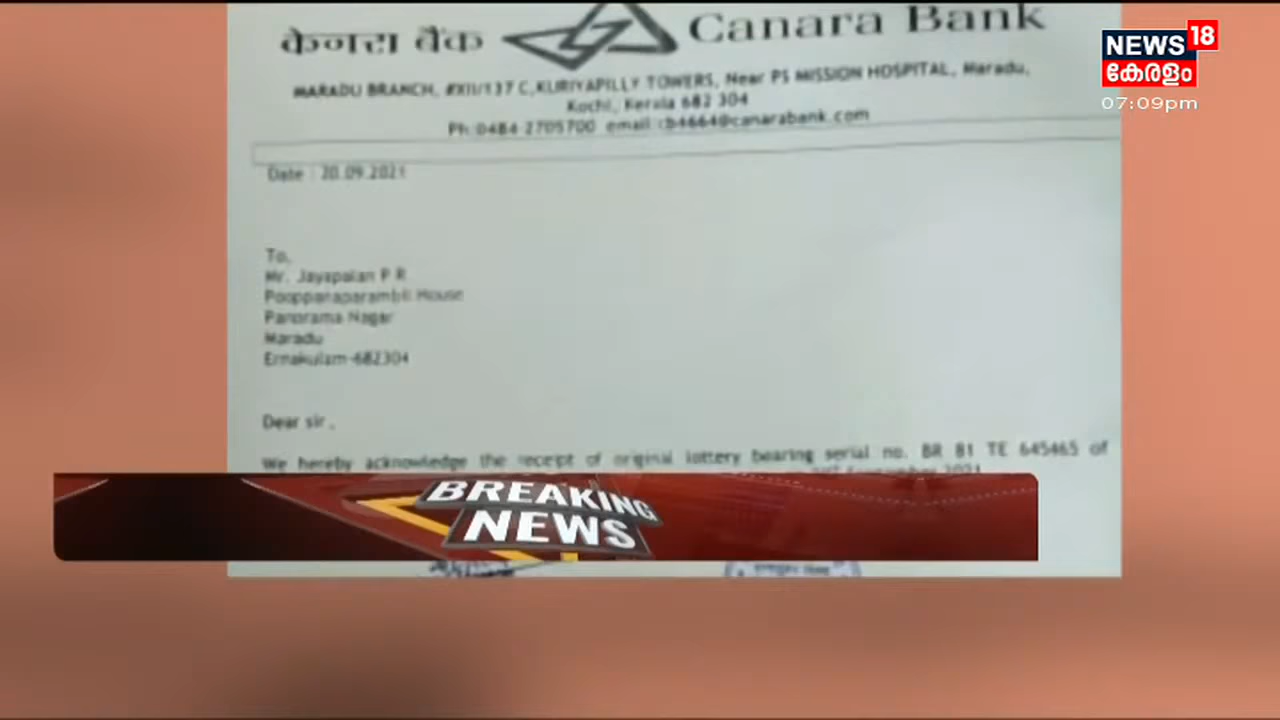 केनरा बैंक Canara Bank
MARADU BRANCH, #XII/137 C,KURIYAPILLY TOWERS, Near PS MISSION HOSPITAL, Maradu,
Kochi, Kerala 682 304
Ph:0484 2705700 email:cb4664@canarabank.com
Date : 20.09.2021
To,
Mr. Jayapalan P R
Pooppanaparambil House
Panorama Nagar
Maradu
Ernakulam-682304
Dear sir,
We hereby acknowledge the receipt of original lottery bearing serial no. BR 81 TE 645465 of
September 2021
BREAKING
NEWS
NEWS 18
കേരളം
07:09pm